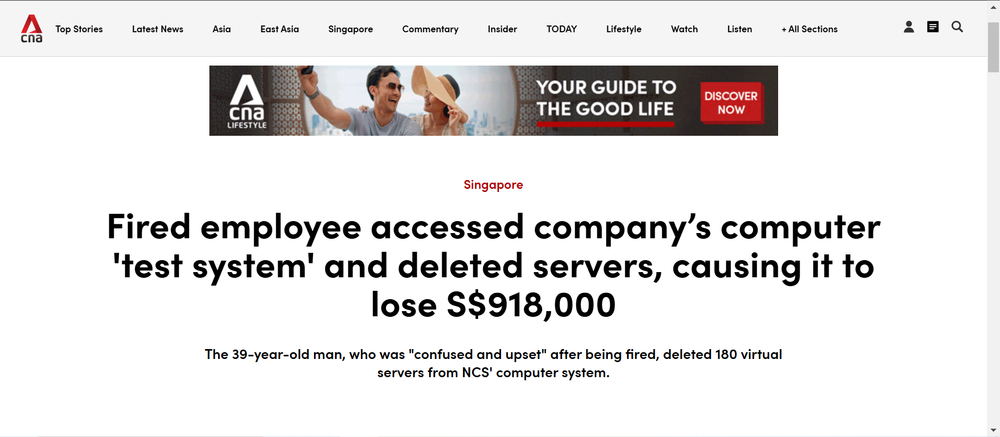 cna
Top Stories
Latest News
Asia
East Asia
Singapore
Commentary
Insider
TODAY
Lifestyle
Watch
Listen
+ All Sections
cna
LIFESTYLE
YOUR GUIDE TO
THE GOOD LIFE
DISCOVER
NOW
Singapore
Fired employee accessed company’s computer
'test system' and deleted servers, causing it to
lose S$918,000
The 39-year-old man, who was "confused and upset" after being fired, deleted 180 virtual
servers from NCS' computer system.